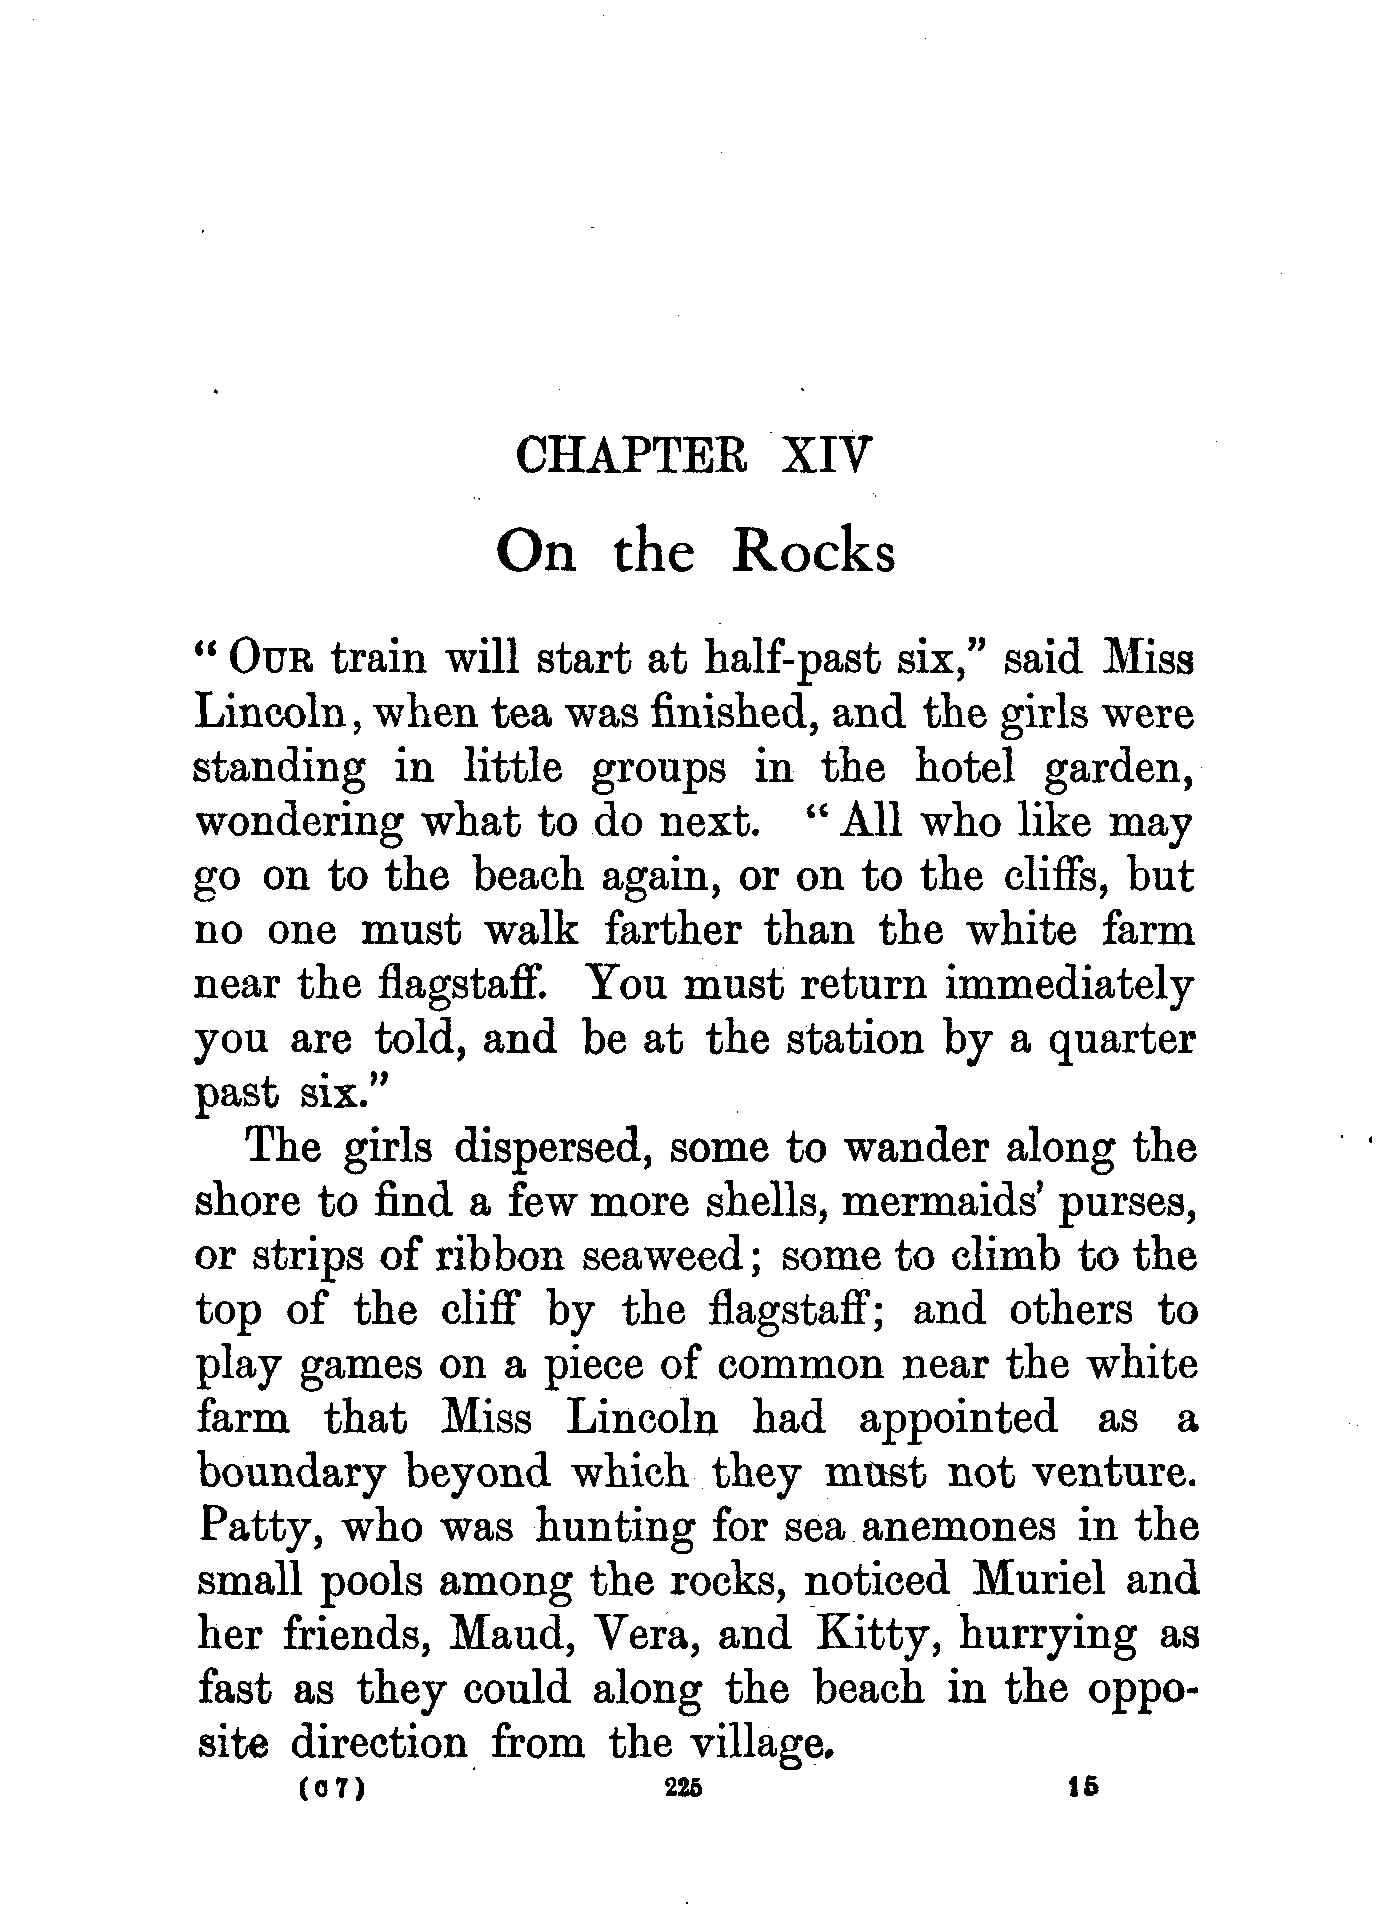 CHAPTER XIV
On the Rocks
“ OUR train will start at half-past six,” said Miss
Lincoln, when tea was finished, and the girls were
standing in little groups in the hotel garden,
wondering what to do next. “ All who like may
go on to the beach again, or on to the cliffs, but
no one must walk farther than the white farm
near the flagstaff. You must return immediately
you are told, and be at the station by a quarter
past six.”
The girls dispersed, some to wander along the
shore to find a few more shells, mermaids’ purses,
or strips of ribbon seaweed; some to climb to the
top of the cliff by the flagstaff; and others to
play games on a piece of common near the white
farm that Miss Lincoln had appointed as a
boundary beyond which they must not venture.
Patty, who was hunting for sea anemones in the
small pools among the rocks, noticed Muriel and
her friends, Maud, Vera, and Kitty, hurrying as
fast as they could along the beach in the oppo-
site direction from the village.
(C 7) 225 15